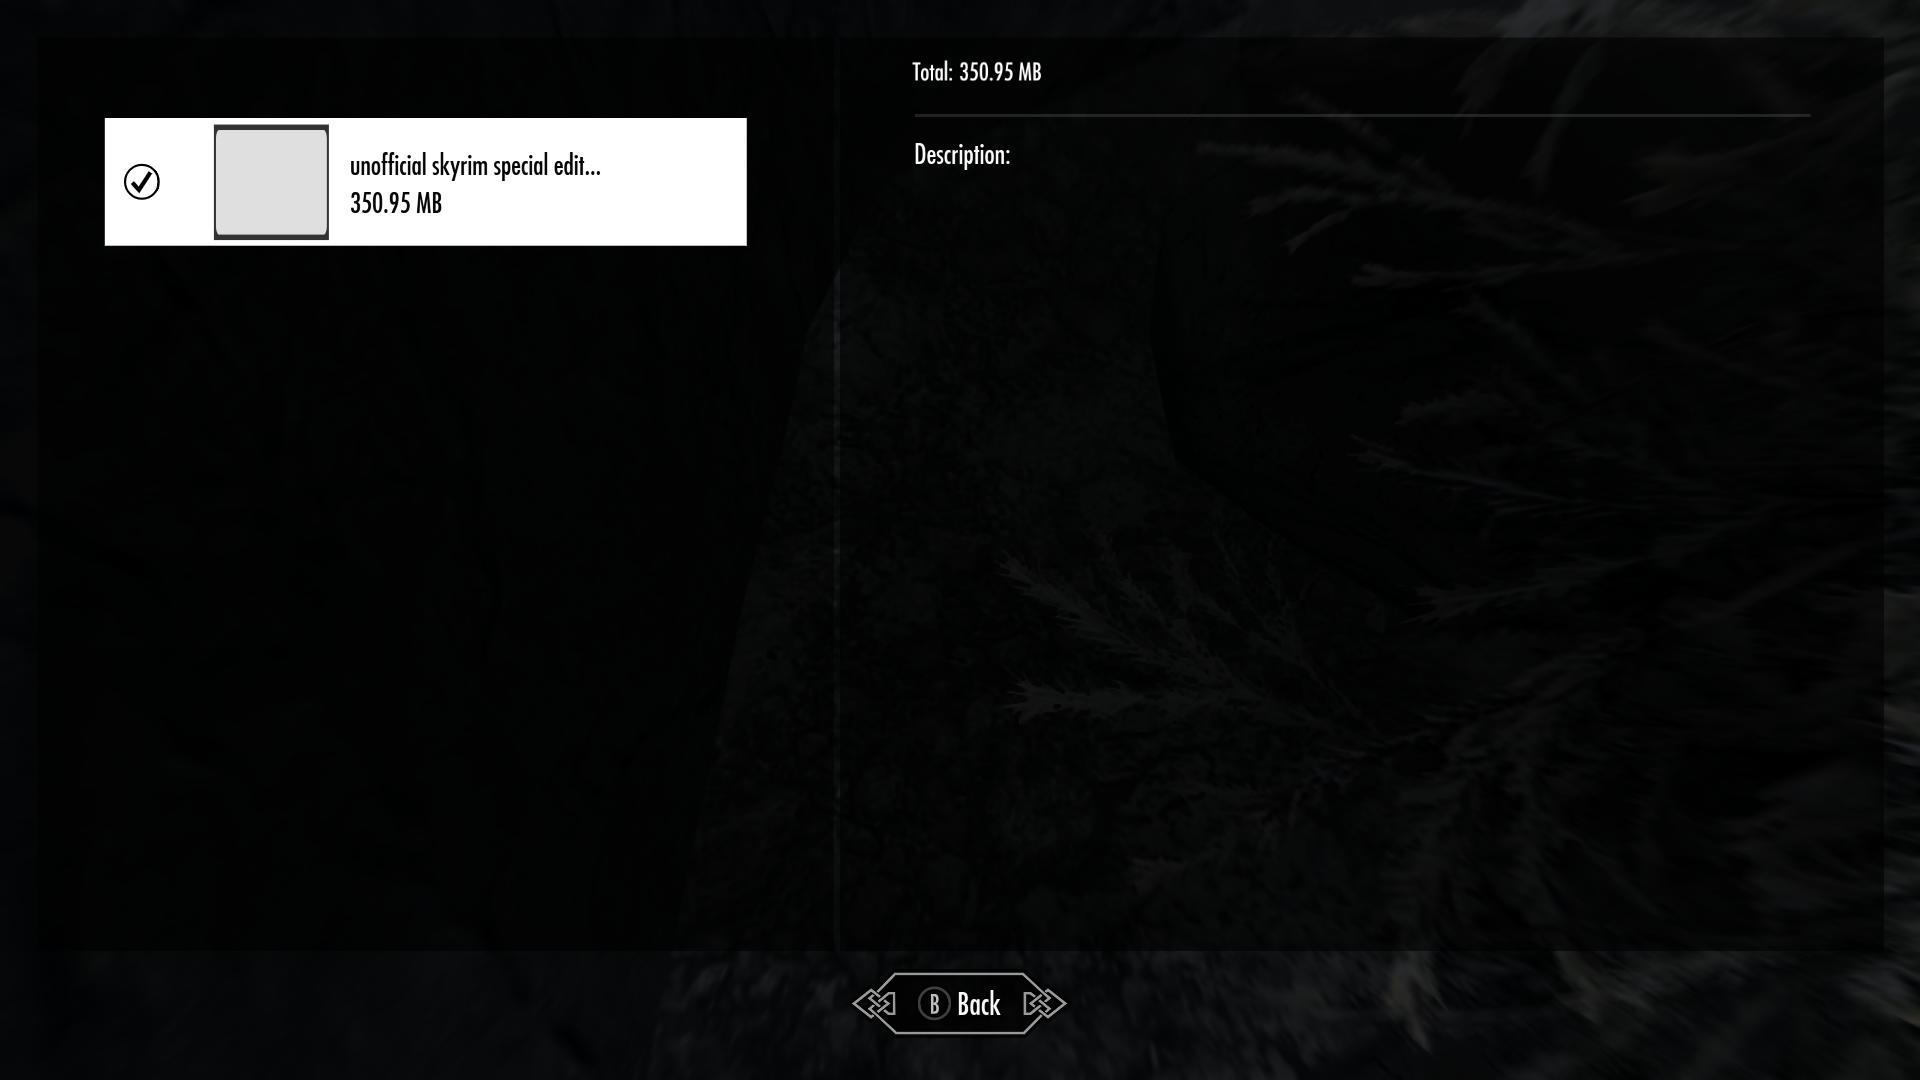 Total: 350.95 MB
unofficial skyrim special edit...
350.95 MB
Description:
B Back